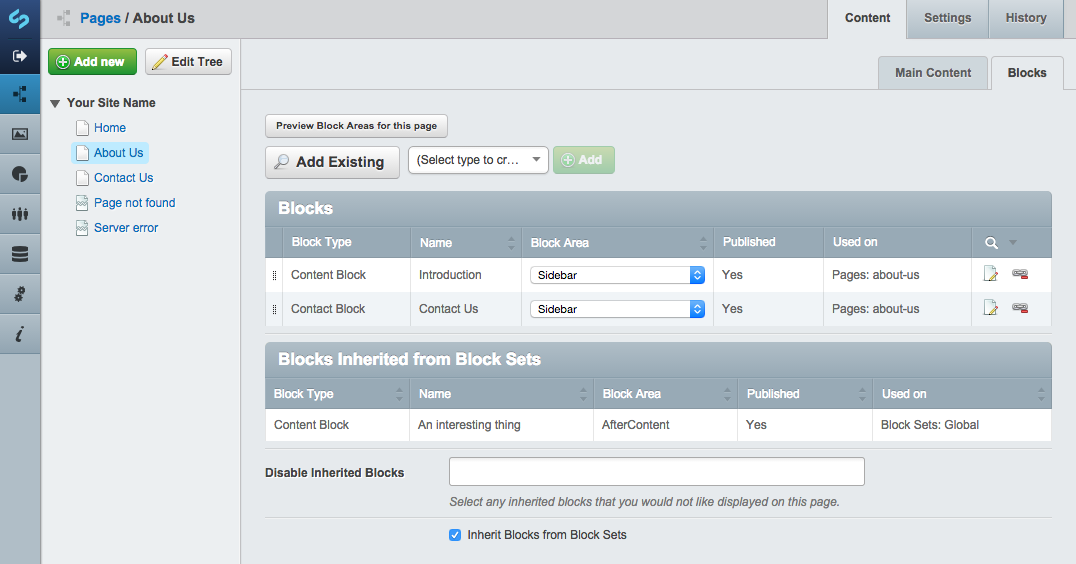 Pages / About Us
Content
Settings
History
Add new
Edit Tree
Main Content
Blocks
Your Site Name
Home
About Us
Contact Us
Page not found
Server error
Preview Block Areas for this page
Add Existing
(Select type to cr...
Add
Blocks
Block Type Name Block Area Published Used on
Content Block Introduction Sidebar Yes Pages: about-us
Contact Block Contact Us Sidebar Yes Pages: about-us
Blocks Inherited from Block Sets
Block Type Name Block Area Published Used on
Content Block An interesting thing AfterContent Yes Block Sets: Global
Disable Inherited Blocks
Select any inherited blocks that you would not like displayed on this page.
Inherit Blocks from Block Sets